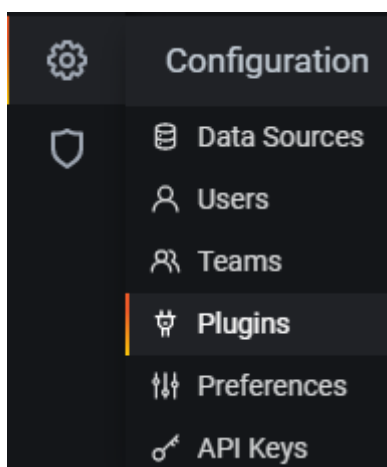 Configuration
Data Sources
Users
Teams
Plugins
Preferences
API Keys